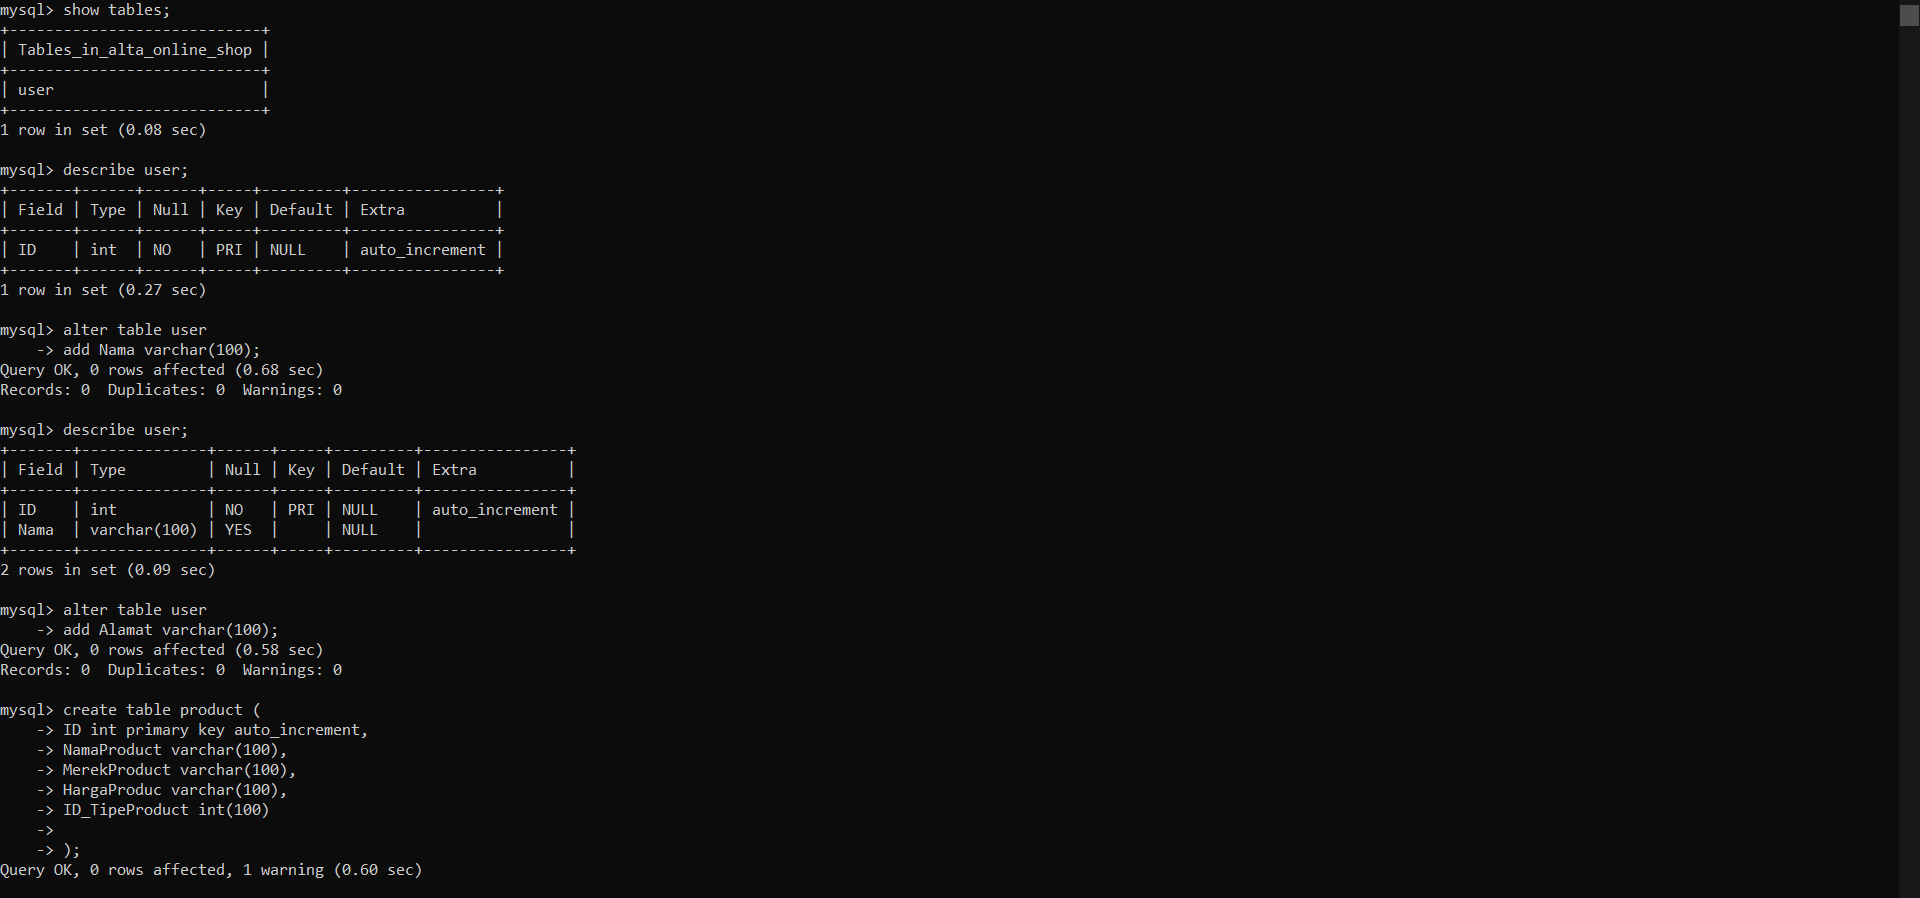 mysql> show tables;
+----------------------------+
| Tables_in_alta_online_shop |
+----------------------------+
| user                       |
+----------------------------+
1 row in set (0.08 sec)

mysql> describe user;
+-------+------+------+-----+---------+----------------+
| Field | Type | Null | Key | Default | Extra          |
+-------+------+------+-----+---------+----------------+
| ID    | int  | NO   | PRI | NULL    | auto_increment |
+-------+------+------+-----+---------+----------------+
1 row in set (0.27 sec)

mysql> alter table user
    -> add Nama varchar(100);
Query OK, 0 rows affected (0.68 sec)
Records: 0  Duplicates: 0  Warnings: 0

mysql> describe user;
+-------+--------------+------+-----+---------+----------------+
| Field | Type         | Null | Key | Default | Extra          |
+-------+--------------+------+-----+---------+----------------+
| ID    | int          | NO   | PRI | NULL    | auto_increment |
| Nama  | varchar(100) | YES  |     | NULL    |                |
+-------+--------------+------+-----+---------+----------------+
2 rows in set (0.09 sec)

mysql> alter table user
    -> add Alamat varchar(100);
Query OK, 0 rows affected (0.58 sec)
Records: 0  Duplicates: 0  Warnings: 0

mysql> create table product (
    -> ID int primary key auto_increment,
    -> NamaProduct varchar(100),
    -> MerekProduct varchar(100),
    -> HargaProduc varchar(100),
    -> ID_TipeProduct int(100)
    ->
    -> );
Query OK, 0 rows affected, 1 warning (0.60 sec)